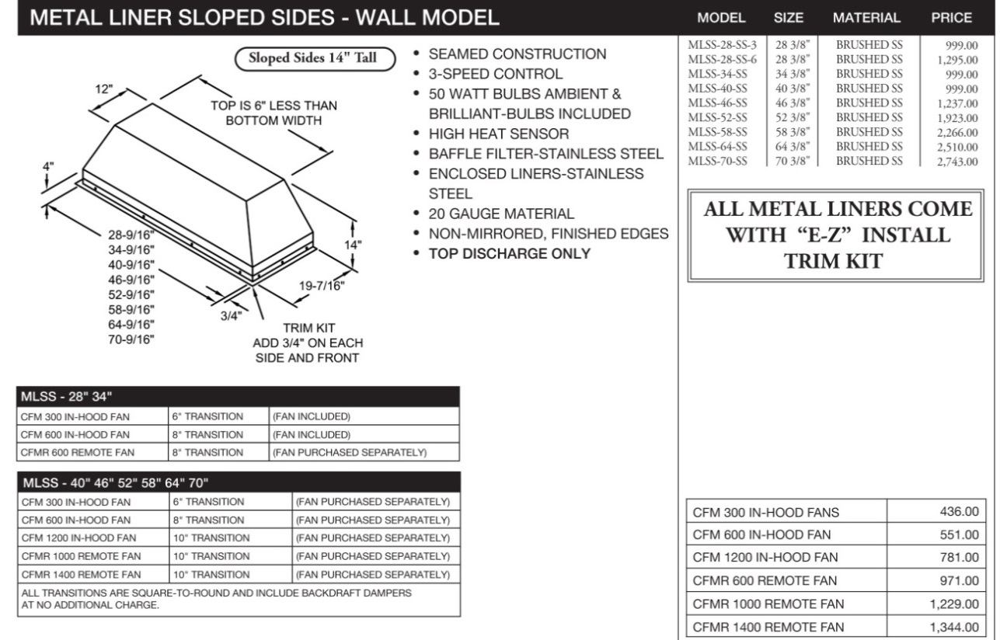 METAL LINER SLOPED SIDES - WALL MODEL
Sloped Sides 14" Tall
12"
TOP IS 6" LESS THAN
BOTTOM WIDTH
4"
28-9/16"
34-9/16"
40-9/16"
46-9/16"
52-9/16"
58-9/16"
64-9/16"
70-9/16"
14"
19-7/16"
3/4"
TRIM KIT
ADD 3/4" ON EACH
SIDE AND FRONT
• SEAMED CONSTRUCTION
• 3-SPEED CONTROL
• 50 WATT BULBS AMBIENT &
BRILLIANT-BULBS INCLUDED
• HIGH HEAT SENSOR
• BAFFLE FILTER-STAINLESS STEEL
• ENCLOSED LINERS-STAINLESS
STEEL
• 20 GAUGE MATERIAL
• NON-MIRRORED, FINISHED EDGES
• TOP DISCHARGE ONLY
MODEL SIZE MATERIAL PRICE
MLSS-28-SS-3 28 3/8" BRUSHED SS 999.00
MLSS-28-SS-6 28 3/8" BRUSHED SS 1,295.00
MLSS-34-SS 34 3/8" BRUSHED SS 999.00
MLSS-40-SS 40 3/8" BRUSHED SS 999.00
MLSS-46-SS 46 3/8" BRUSHED SS 1,237.00
MLSS-52-SS 52 3/8" BRUSHED SS 1,923.00
MLSS-58-SS 58 3/8" BRUSHED SS 2,266.00
MLSS-64-SS 64 3/8" BRUSHED SS 2,510.00
MLSS-70-SS 70 3/8" BRUSHED SS 2,743.00
ALL METAL LINERS COME
WITH “E-Z” INSTALL
TRIM KIT
MLSS - 28" 34"
CFM 300 IN-HOOD FAN 6" TRANSITION (FAN INCLUDED)
CFM 600 IN-HOOD FAN 8" TRANSITION (FAN INCLUDED)
CFMR 600 REMOTE FAN 8" TRANSITION (FAN PURCHASED SEPARATELY)
MLSS - 40" 46" 52" 58" 64" 70"
CFM 300 IN-HOOD FAN 6" TRANSITION (FAN PURCHASED SEPARATELY)
CFM 600 IN-HOOD FAN 8" TRANSITION (FAN PURCHASED SEPARATELY)
CFM 1200 IN-HOOD FAN 10" TRANSITION (FAN PURCHASED SEPARATELY)
CFMR 1000 REMOTE FAN 10" TRANSITION (FAN PURCHASED SEPARATELY)
CFMR 1400 REMOTE FAN 10" TRANSITION (FAN PURCHASED SEPARATELY)
ALL TRANSITIONS ARE SQUARE-TO-ROUND AND INCLUDE BACKDRAFT DAMPERS
AT NO ADDITIONAL CHARGE.
CFM 300 IN-HOOD FANS 436.00
CFM 600 IN-HOOD FAN 551.00
CFM 1200 IN-HOOD FAN 781.00
CFMR 600 REMOTE FAN 971.00
CFMR 1000 REMOTE FAN 1,229.00
CFMR 1400 REMOTE FAN 1,344.00